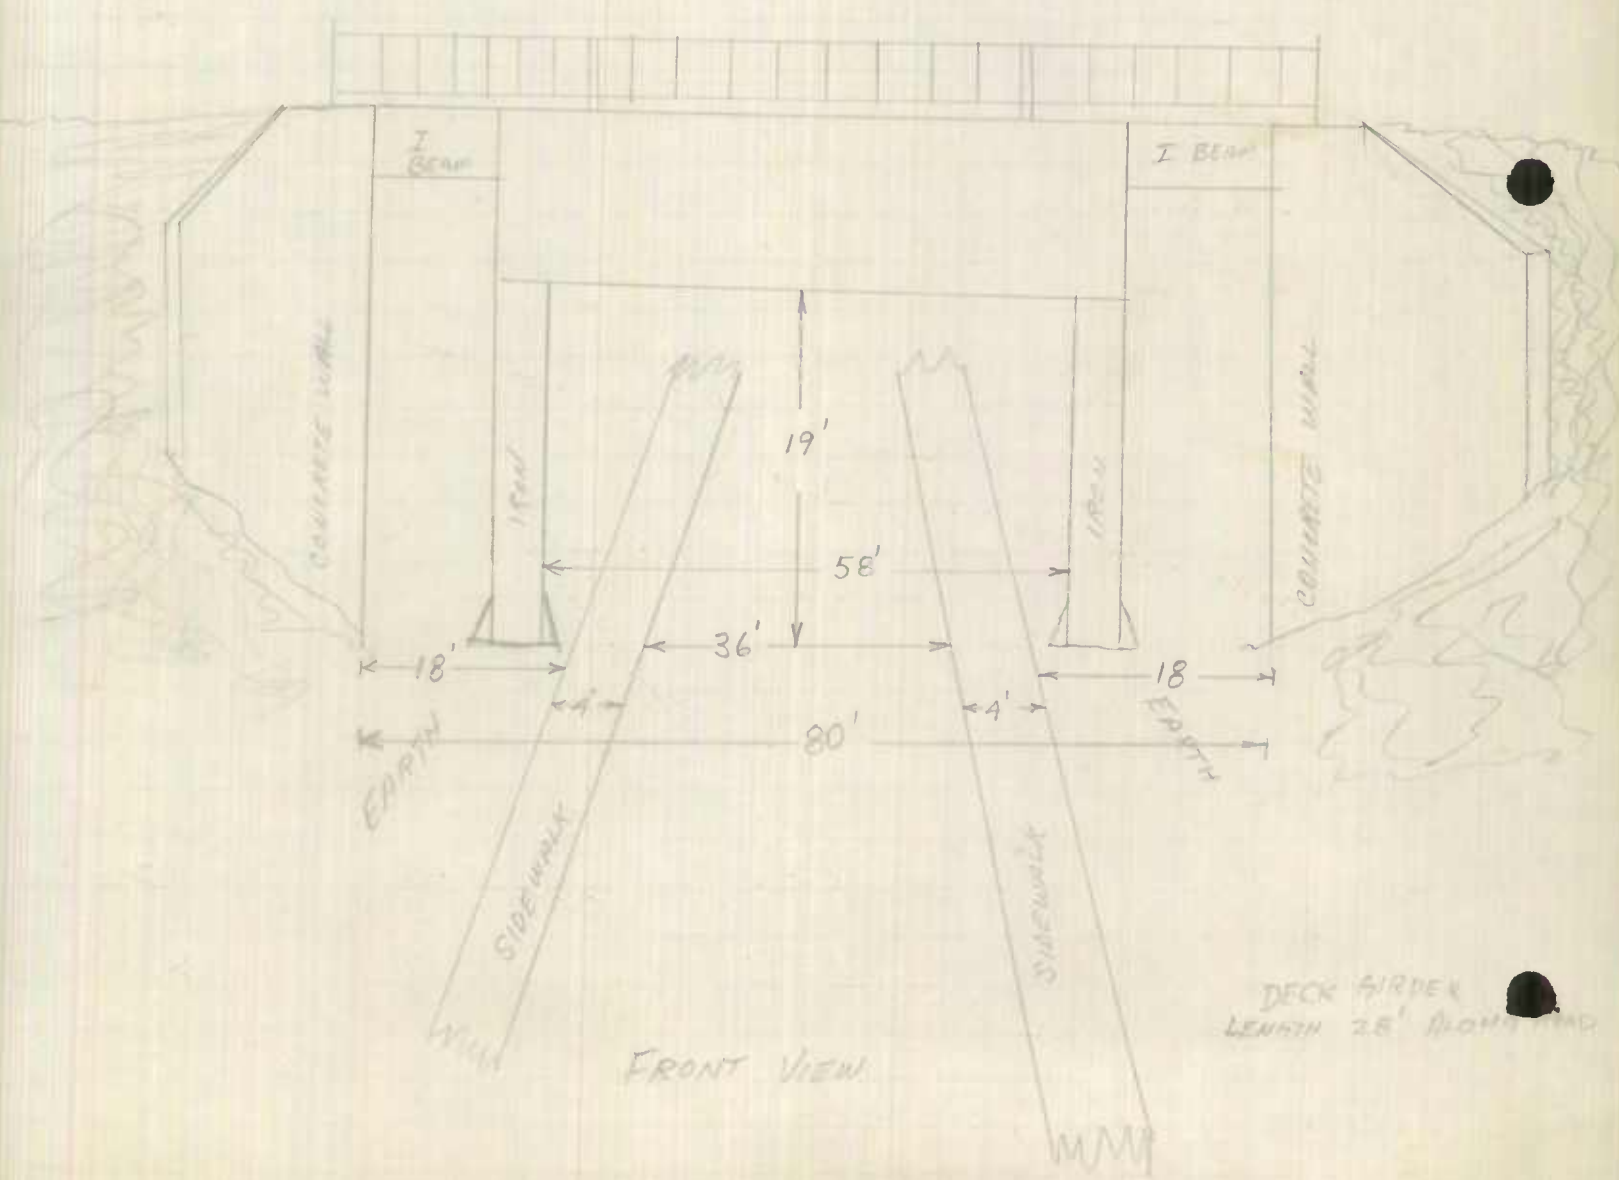 I
BEAM
I BEAM
CONCRETE WALL
IRON
19'
IRON
CONCRETE WALL
58'
36'
18'
18
4'
4'
80'
EARTH
EARTH
SIDEWALK
SIDEWALK
DECK GIRDER
LENGTH 28' ALONG ROAD
FRONT VIEW